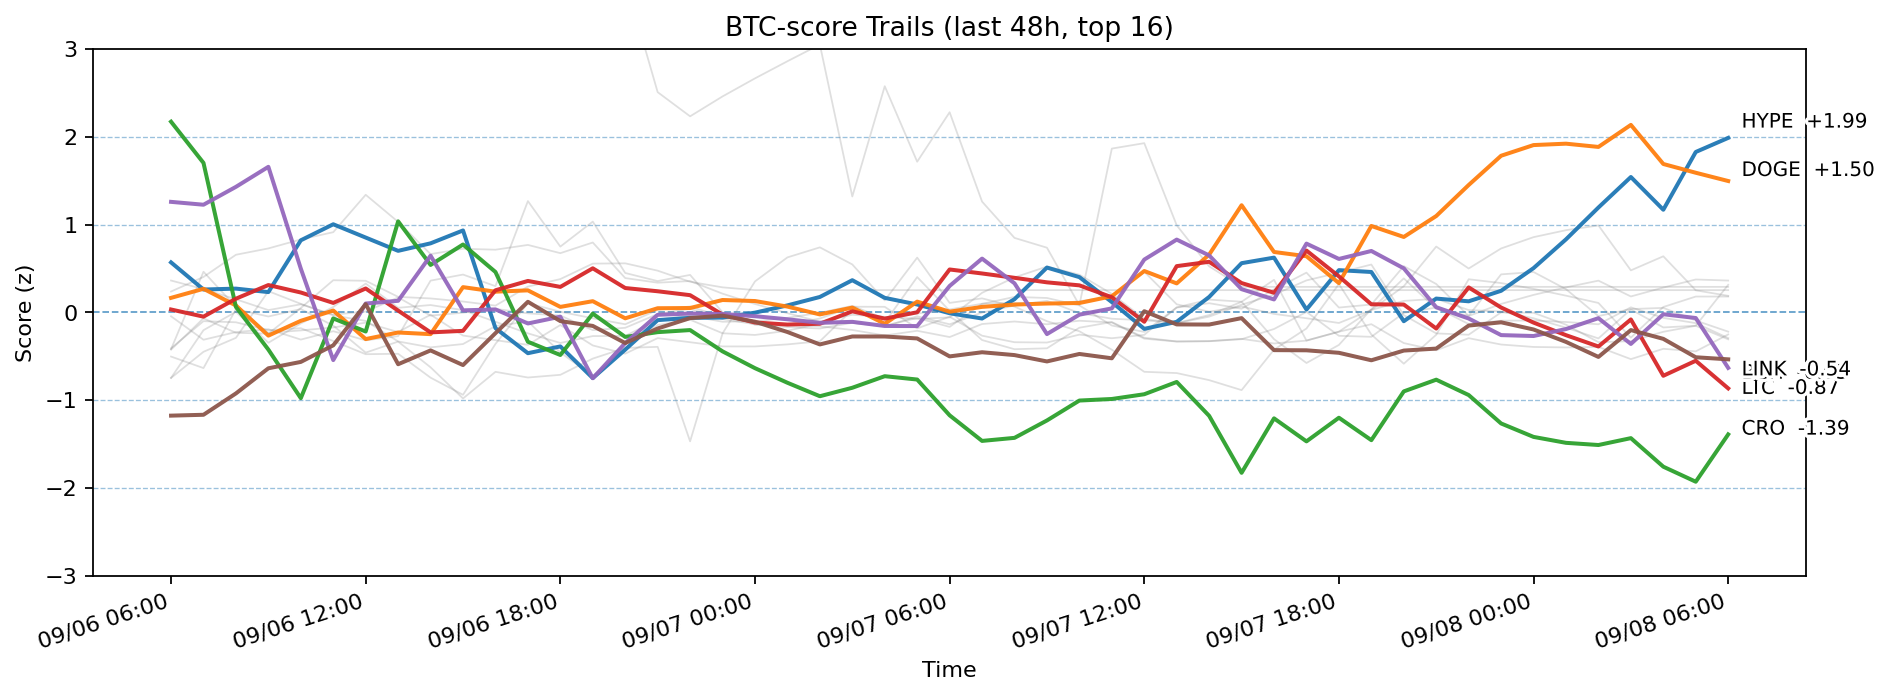 BTC-score Trails (last 48h, top 16)
Score (z)
3
2
1
0
−1
−2
−3
HYPE +1.99
DOGE +1.50
LINK -0.54
LTC -0.87
CRO -1.39
09/06 06:00
09/06 12:00
09/06 18:00
09/07 00:00
09/07 06:00
09/07 12:00
09/07 18:00
09/08 00:00
09/08 06:00
Time